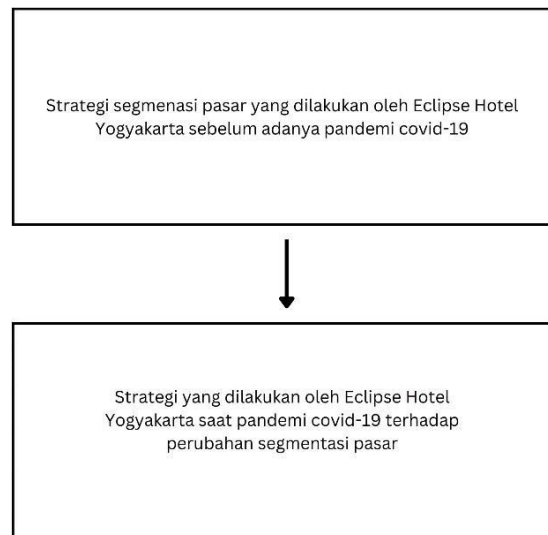 Strategi segmenasi pasar yang dilakukan oleh Eclipse Hotel
Yogyakarta sebelum adanya pandemi covid-19
Strategi yang dilakukan oleh Eclipse Hotel
Yogyakarta saat pandemi covid-19 terhadap
perubahan segmentasi pasar